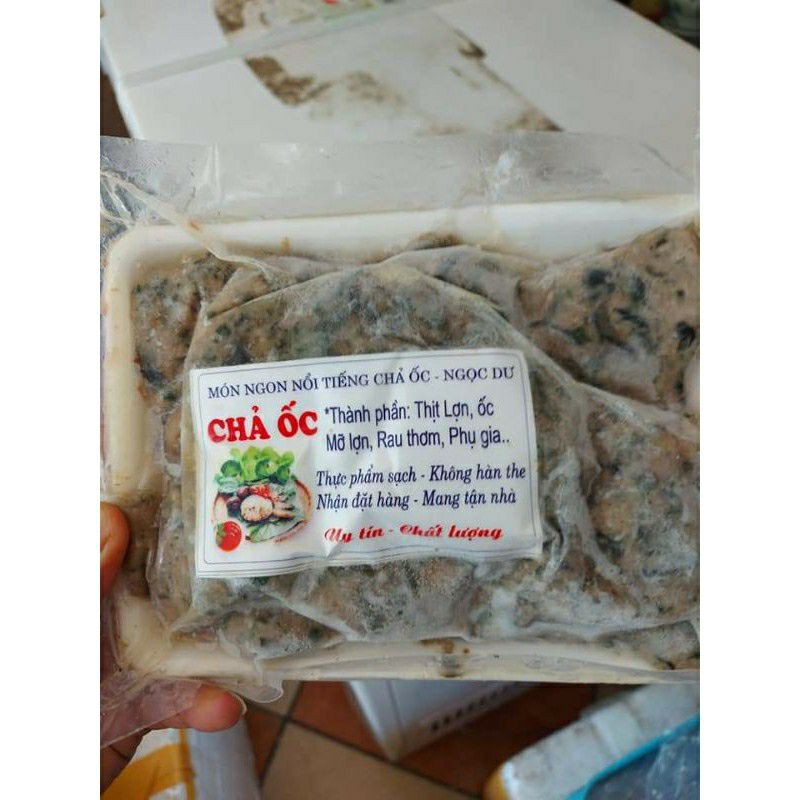 MÓN NGON NỔI TIẾNG CHẢ ỐC - NGỌC DƯ
CHẢ ỐC
*Thành phần: Thịt Lợn, ốc
Mỡ lợn, Rau thơm, Phụ gia..
Thực phẩm sạch - Không hàn the
Nhận đặt hàng - Mang tận nhà
Uy tín - Chất lượng